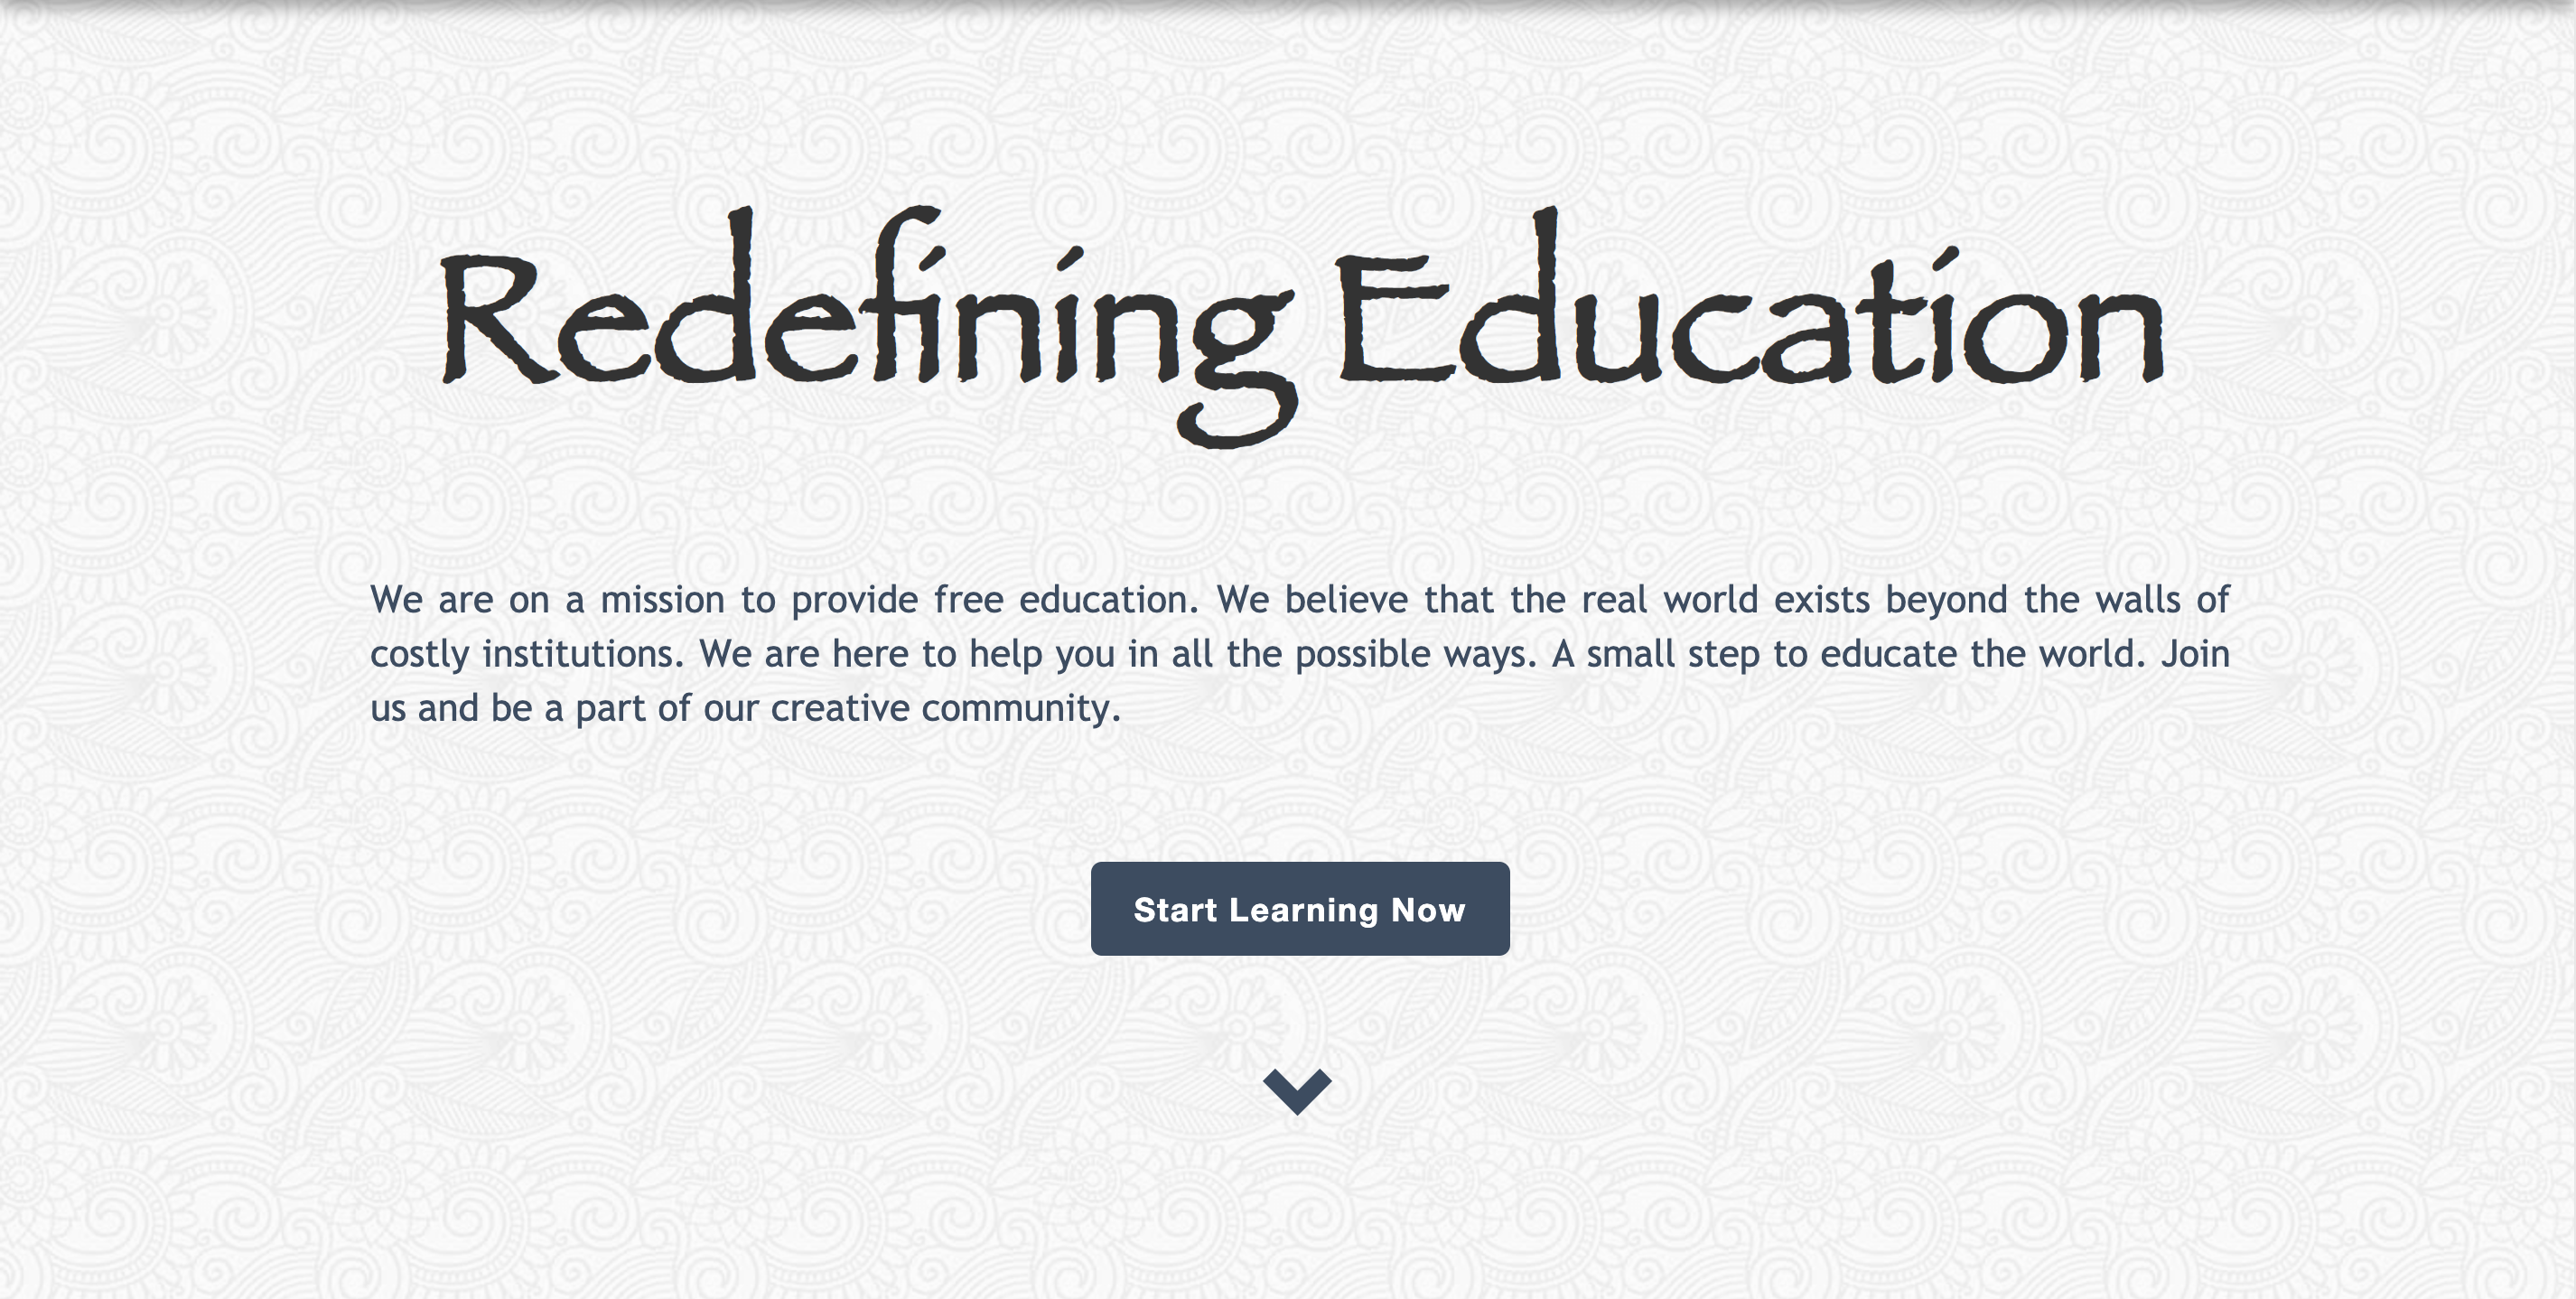 Redefining Education
We are on a mission to provide free education. We believe that the real world exists beyond the walls of
costly institutions. We are here to help you in all the possible ways. A small step to educate the world. Join
us and be a part of our creative community.
Start Learning Now